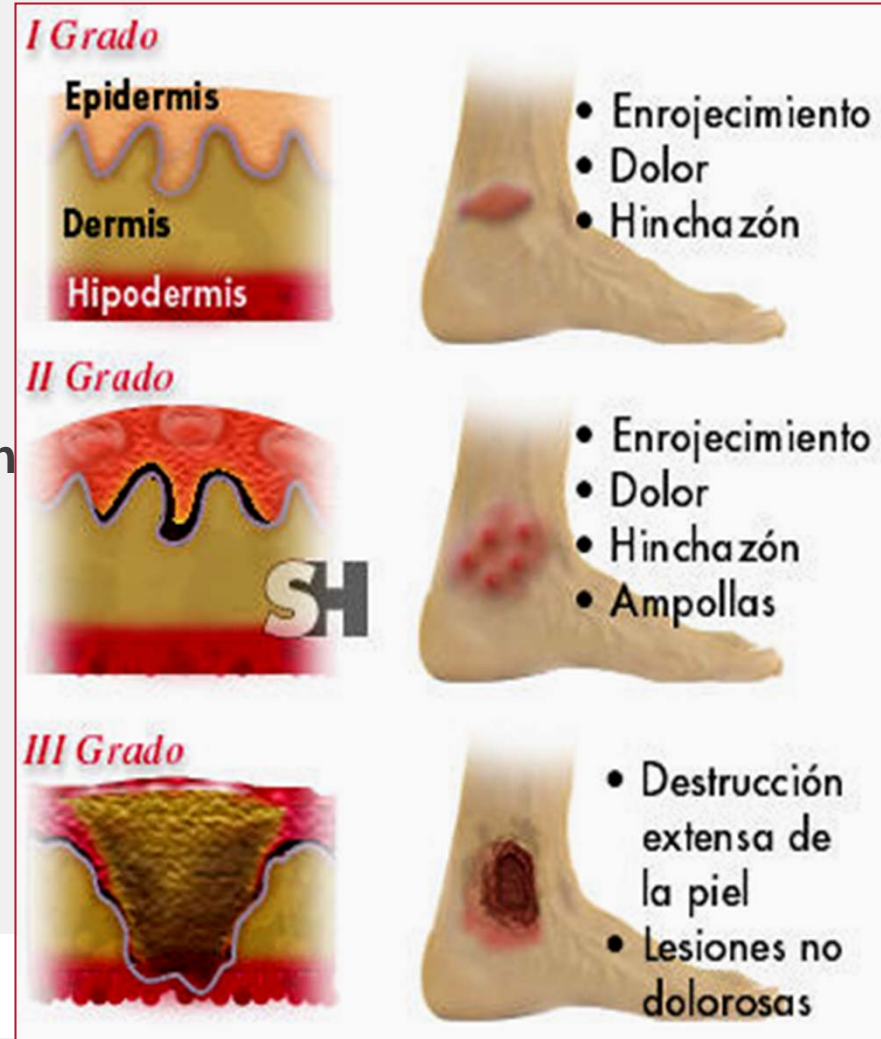 I Grado
Epidermis
Dermis
Hipodermis
• Enrojecimiento
• Dolor
• Hinchazón
II Grado
n
SH
• Enrojecimiento
• Dolor
• Hinchazón
• Ampollas
III Grado
• Destrucción
extensa de
la piel
• Lesiones no
dolorosas